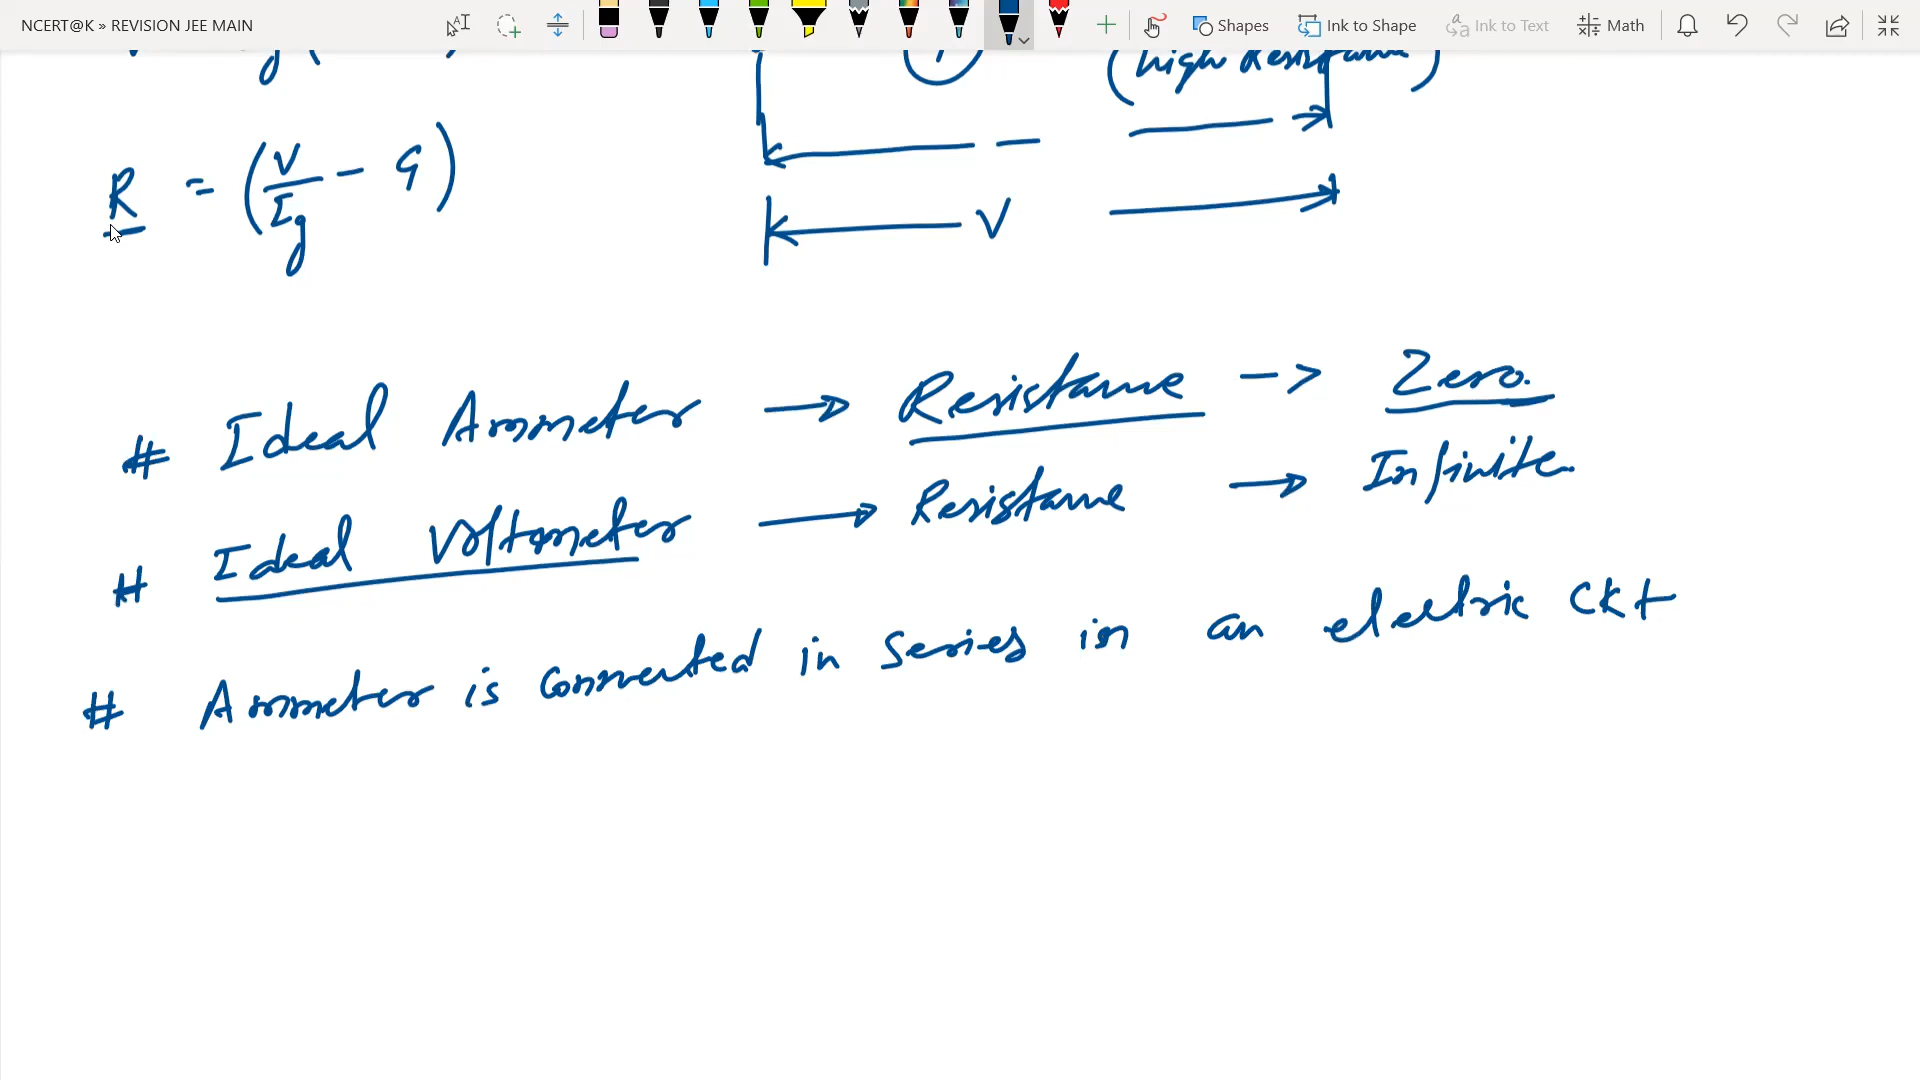 NCERT@K » REVISION JEE MAIN Shapes Ink to Shape Ink to Text Math
(high Resistance)
R = (V/Ig - G)
V
# Ideal Ammeter → Resistance -> Zero.
# Ideal Voltmeter → Resistance → Infinite.
# Ammeter is connected in series in an electric ckt